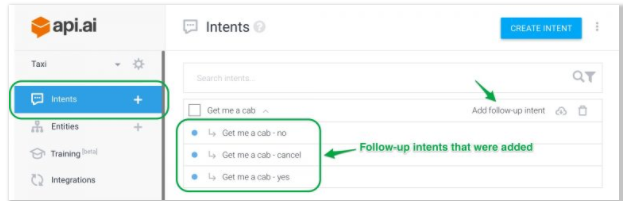 api.ai
Intents
CREATE INTENT
Taxi
Search intents...
Intents
Get me a cab
Add follow-up intent
Entities
Get me a cab - no
Training [beta]
Get me a cab - cancel
Follow-up intents that were added
Integrations
Get me a cab - yes